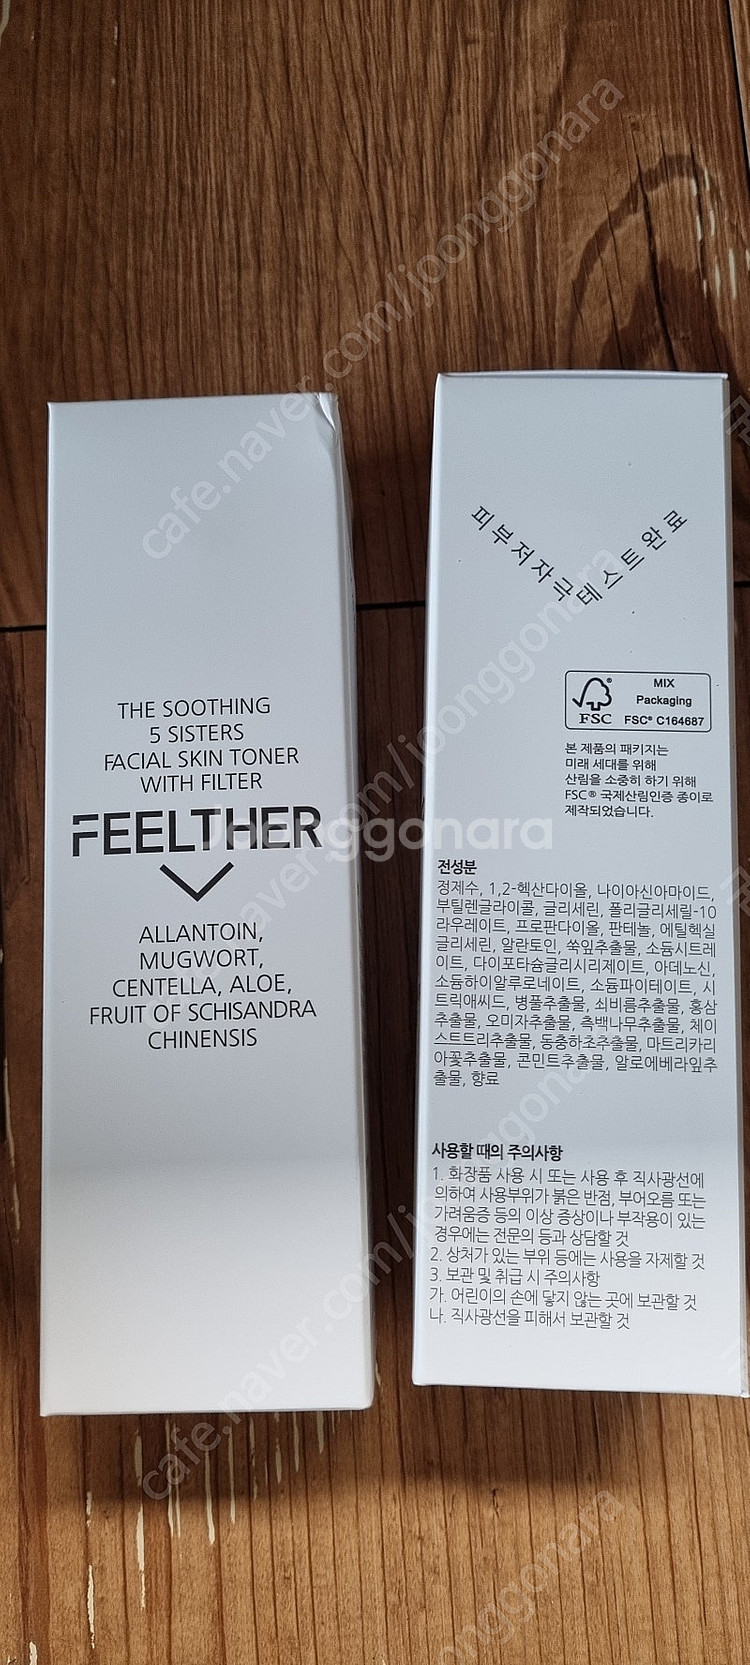 THE SOOTHING
5 SISTERS
FACIAL SKIN TONER
WITH FILTER
FEELTHER
ALLANTOIN,
MUGWORT,
CENTELLA, ALOE,
FRUIT OF SCHISANDRA
CHINENSIS
피부저자극테스트완료
FSC
MIX
Packaging
FSC® C164687
본 제품의 패키지는
미래 세대를 위해
산림을 소중히 하기 위해
FSC® 국제산림인증 종이로
제작되었습니다.
전성분
정제수, 1,2-헥산다이올, 나이아신아마이드,
부틸렌글라이콜, 글리세린, 폴리글리세릴-10
라우레이트, 프로판다이올, 판테놀, 에틸헥실
글리세린, 알란토인, 쑥잎추출물, 소듐시트레
이트, 다이포타슘글리시리제이트, 아데노신,
소듐하이알루로네이트, 소듐파이테이트, 시
트릭애씨드, 병풀추출물, 쇠비름추출물, 홍삼
추출물, 오미자추출물, 측백나무추출물, 체이
스트트리추출물, 동충하초추출물, 마트리카리
아꽃추출물, 콘민트추출물, 알로에베라잎추
출물, 향료
사용할 때의 주의사항
1. 화장품 사용 시 또는 사용 후 직사광선에
의하여 사용부위가 붉은 반점, 부어오름 또는
가려움증 등의 이상 증상이나 부작용이 있는
경우에는 전문의 등과 상담할 것
2. 상처가 있는 부위 등에는 사용을 자제할 것
3. 보관 및 취급 시 주의사항
가. 어린이의 손에 닿지 않는 곳에 보관할 것
나. 직사광선을 피해서 보관할 것
Joonggonara
cafe.naver.com/joonggonara
cafe.naver.com/joonggonara
cafe.naver.com/joonggonara
joonggonara